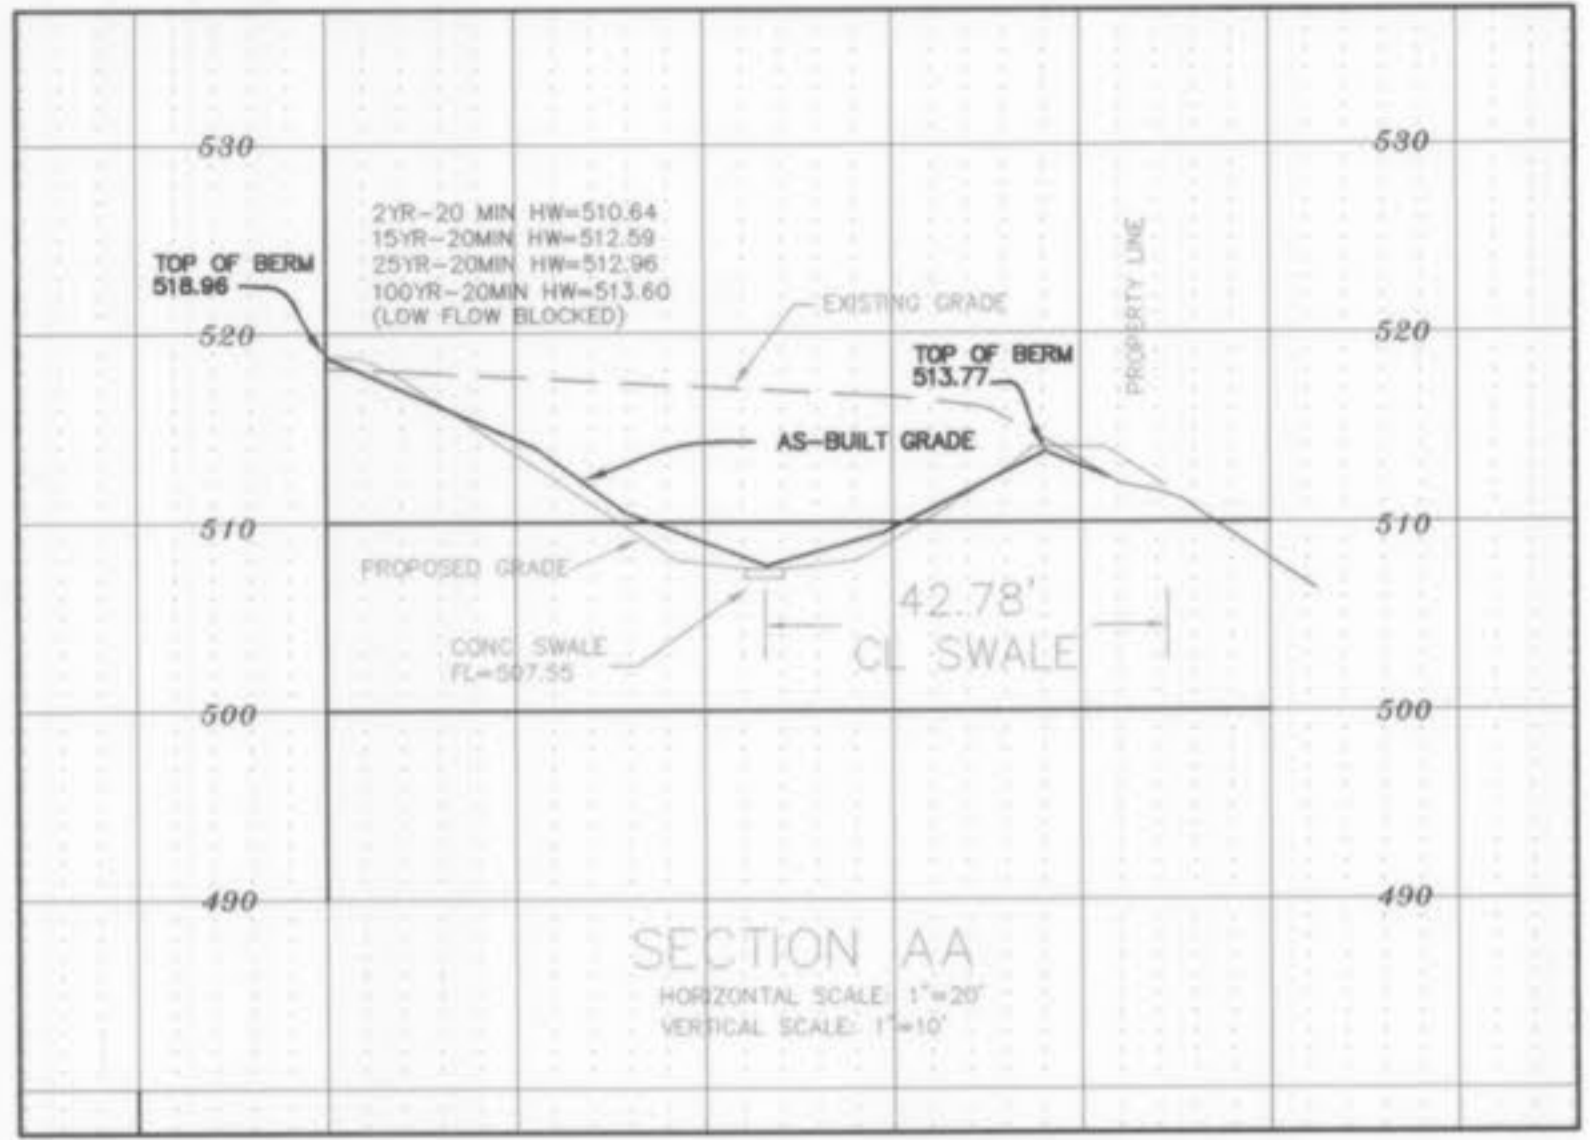 530
530
2YR-20 MIN HW=510.64
15YR-20MIN HW=512.59
25YR-20MIN HW=512.96
100YR-20MIN HW=513.60
(LOW FLOW BLOCKED)
TOP OF BERM
518.96
EXISTING GRADE
PROPERTY LINE
520
520
TOP OF BERM
513.77
AS-BUILT GRADE
510
510
PROPOSED GRADE
42.78'
CL SWALE
CONC. SWALE
FL=507.55
500
500
490
490
SECTION AA
HORIZONTAL SCALE: 1"=20'
VERTICAL SCALE: 1"=10'